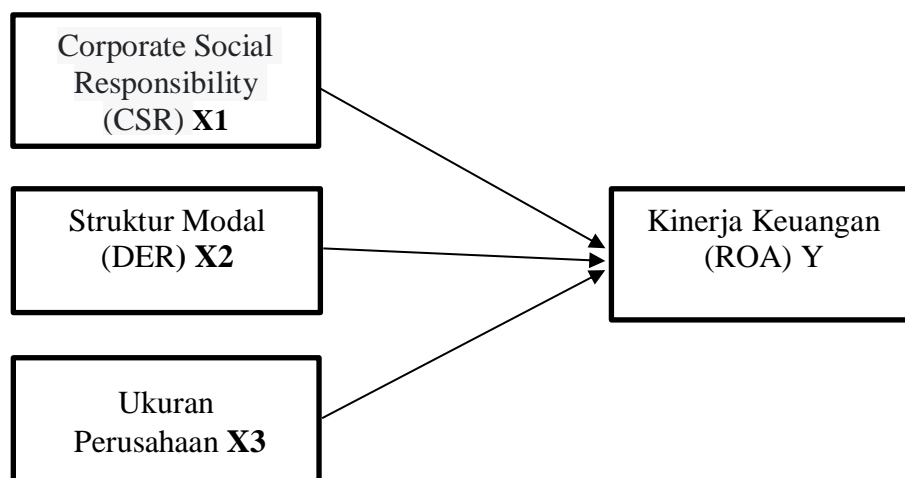 Corporate Social
Responsibility
(CSR) X1
Struktur Modal
(DER) X2
Ukuran
Perusahaan X3
Kinerja Keuangan
(ROA) Y